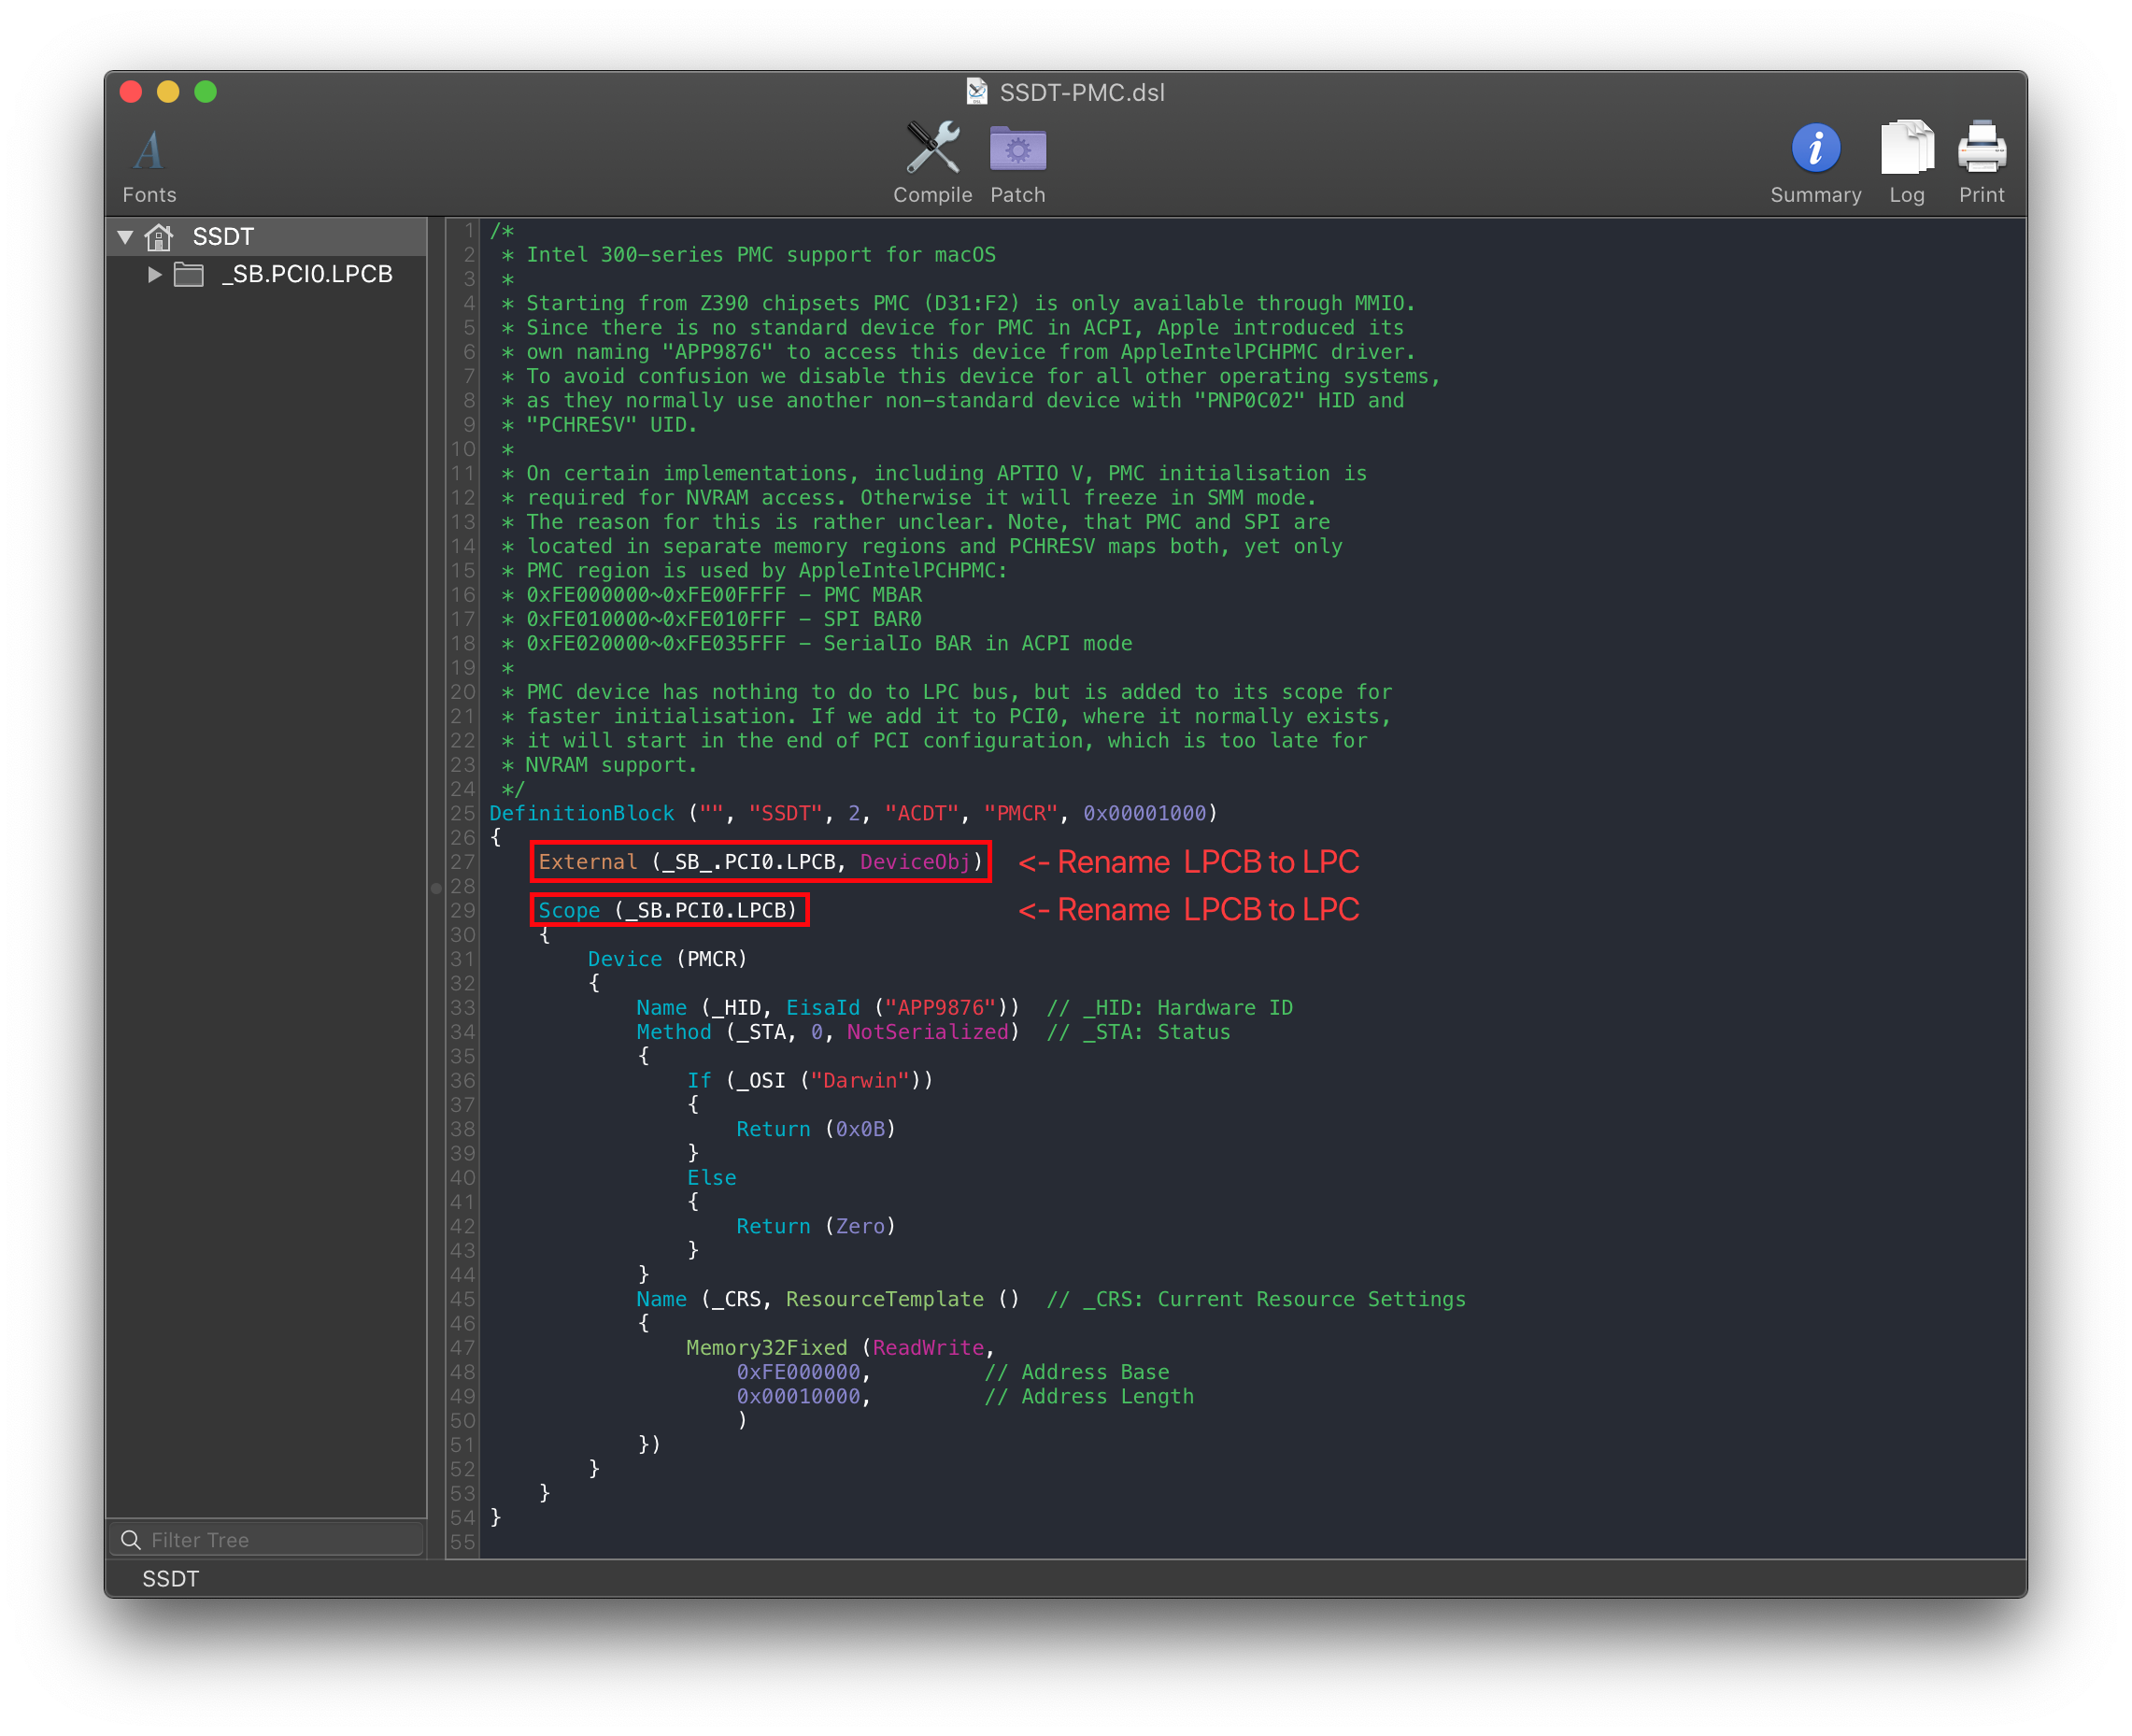 SSDT-PMC.dsl
A
Fonts
Compile
Patch
i
Summary
Log
Print
SSDT
_SB.PCI0.LPCB
1 /*
2  * Intel 300-series PMC support for macOS
3  *
4  * Starting from Z390 chipsets PMC (D31:F2) is only available through MMIO.
5  * Since there is no standard device for PMC in ACPI, Apple introduced its
6  * own naming "APP9876" to access this device from AppleIntelPCHPMC driver.
7  * To avoid confusion we disable this device for all other operating systems,
8  * as they normally use another non-standard device with "PNP0C02" HID and
9  * "PCHRESV" UID.
10  *
11  * On certain implementations, including APTIO V, PMC initialisation is
12  * required for NVRAM access. Otherwise it will freeze in SMM mode.
13  * The reason for this is rather unclear. Note, that PMC and SPI are
14  * located in separate memory regions and PCHRESV maps both, yet only
15  * PMC region is used by AppleIntelPCHPMC:
16  * 0xFE000000~0xFE00FFFF - PMC MBAR
17  * 0xFE010000~0xFE010FFF - SPI BAR0
18  * 0xFE020000~0xFE035FFF - SerialIo BAR in ACPI mode
19  *
20  * PMC device has nothing to do to LPC bus, but is added to its scope for
21  * faster initialisation. If we add it to PCI0, where it normally exists,
22  * it will start in the end of PCI configuration, which is too late for
23  * NVRAM support.
24  */
25 DefinitionBlock ("", "SSDT", 2, "ACDT", "PMCR", 0x00001000)
26 {
27     External (_SB_.PCI0.LPCB, DeviceObj) <- Rename LPCB to LPC
28
29     Scope (_SB.PCI0.LPCB) <- Rename LPCB to LPC
30     {
31         Device (PMCR)
32         {
33             Name (_HID, EisaId ("APP9876"))  // _HID: Hardware ID
34             Method (_STA, 0, NotSerialized)  // _STA: Status
35             {
36                 If (_OSI ("Darwin"))
37                 {
38                     Return (0x0B)
39                 }
40                 Else
41                 {
42                     Return (Zero)
43                 }
44             }
45             Name (_CRS, ResourceTemplate ()  // _CRS: Current Resource Settings
46             {
47                 Memory32Fixed (ReadWrite,
48                     0xFE000000,         // Address Base
49                     0x00010000,         // Address Length
50                     )
51             })
52         }
53     }
54 }
55
Filter Tree
SSDT